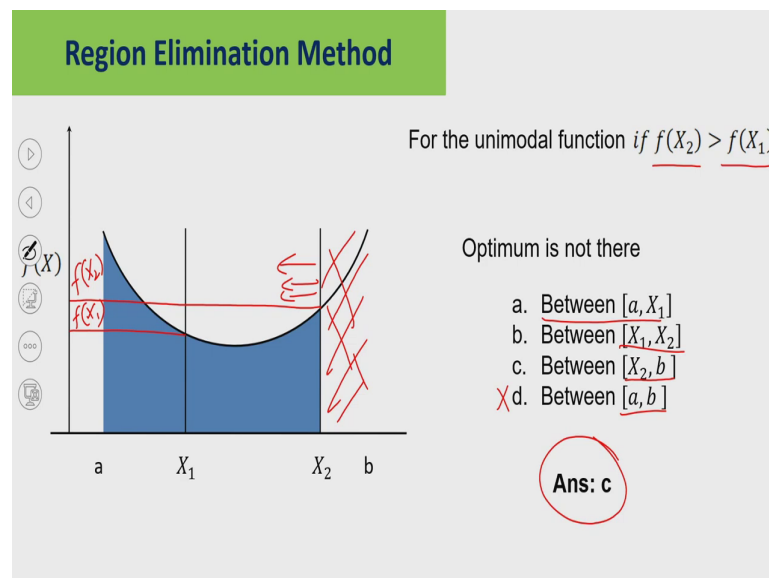 Region Elimination Method
For the unimodal function if f(X₂) > f(X₁)
f(X)
f(X₂)
f(X₁)
Optimum is not there
a. Between [a, X₁]
b. Between [X₁, X₂]
c. Between [X₂, b ]
X d. Between [a, b ]
Ans: c
a X₁ X₂ b